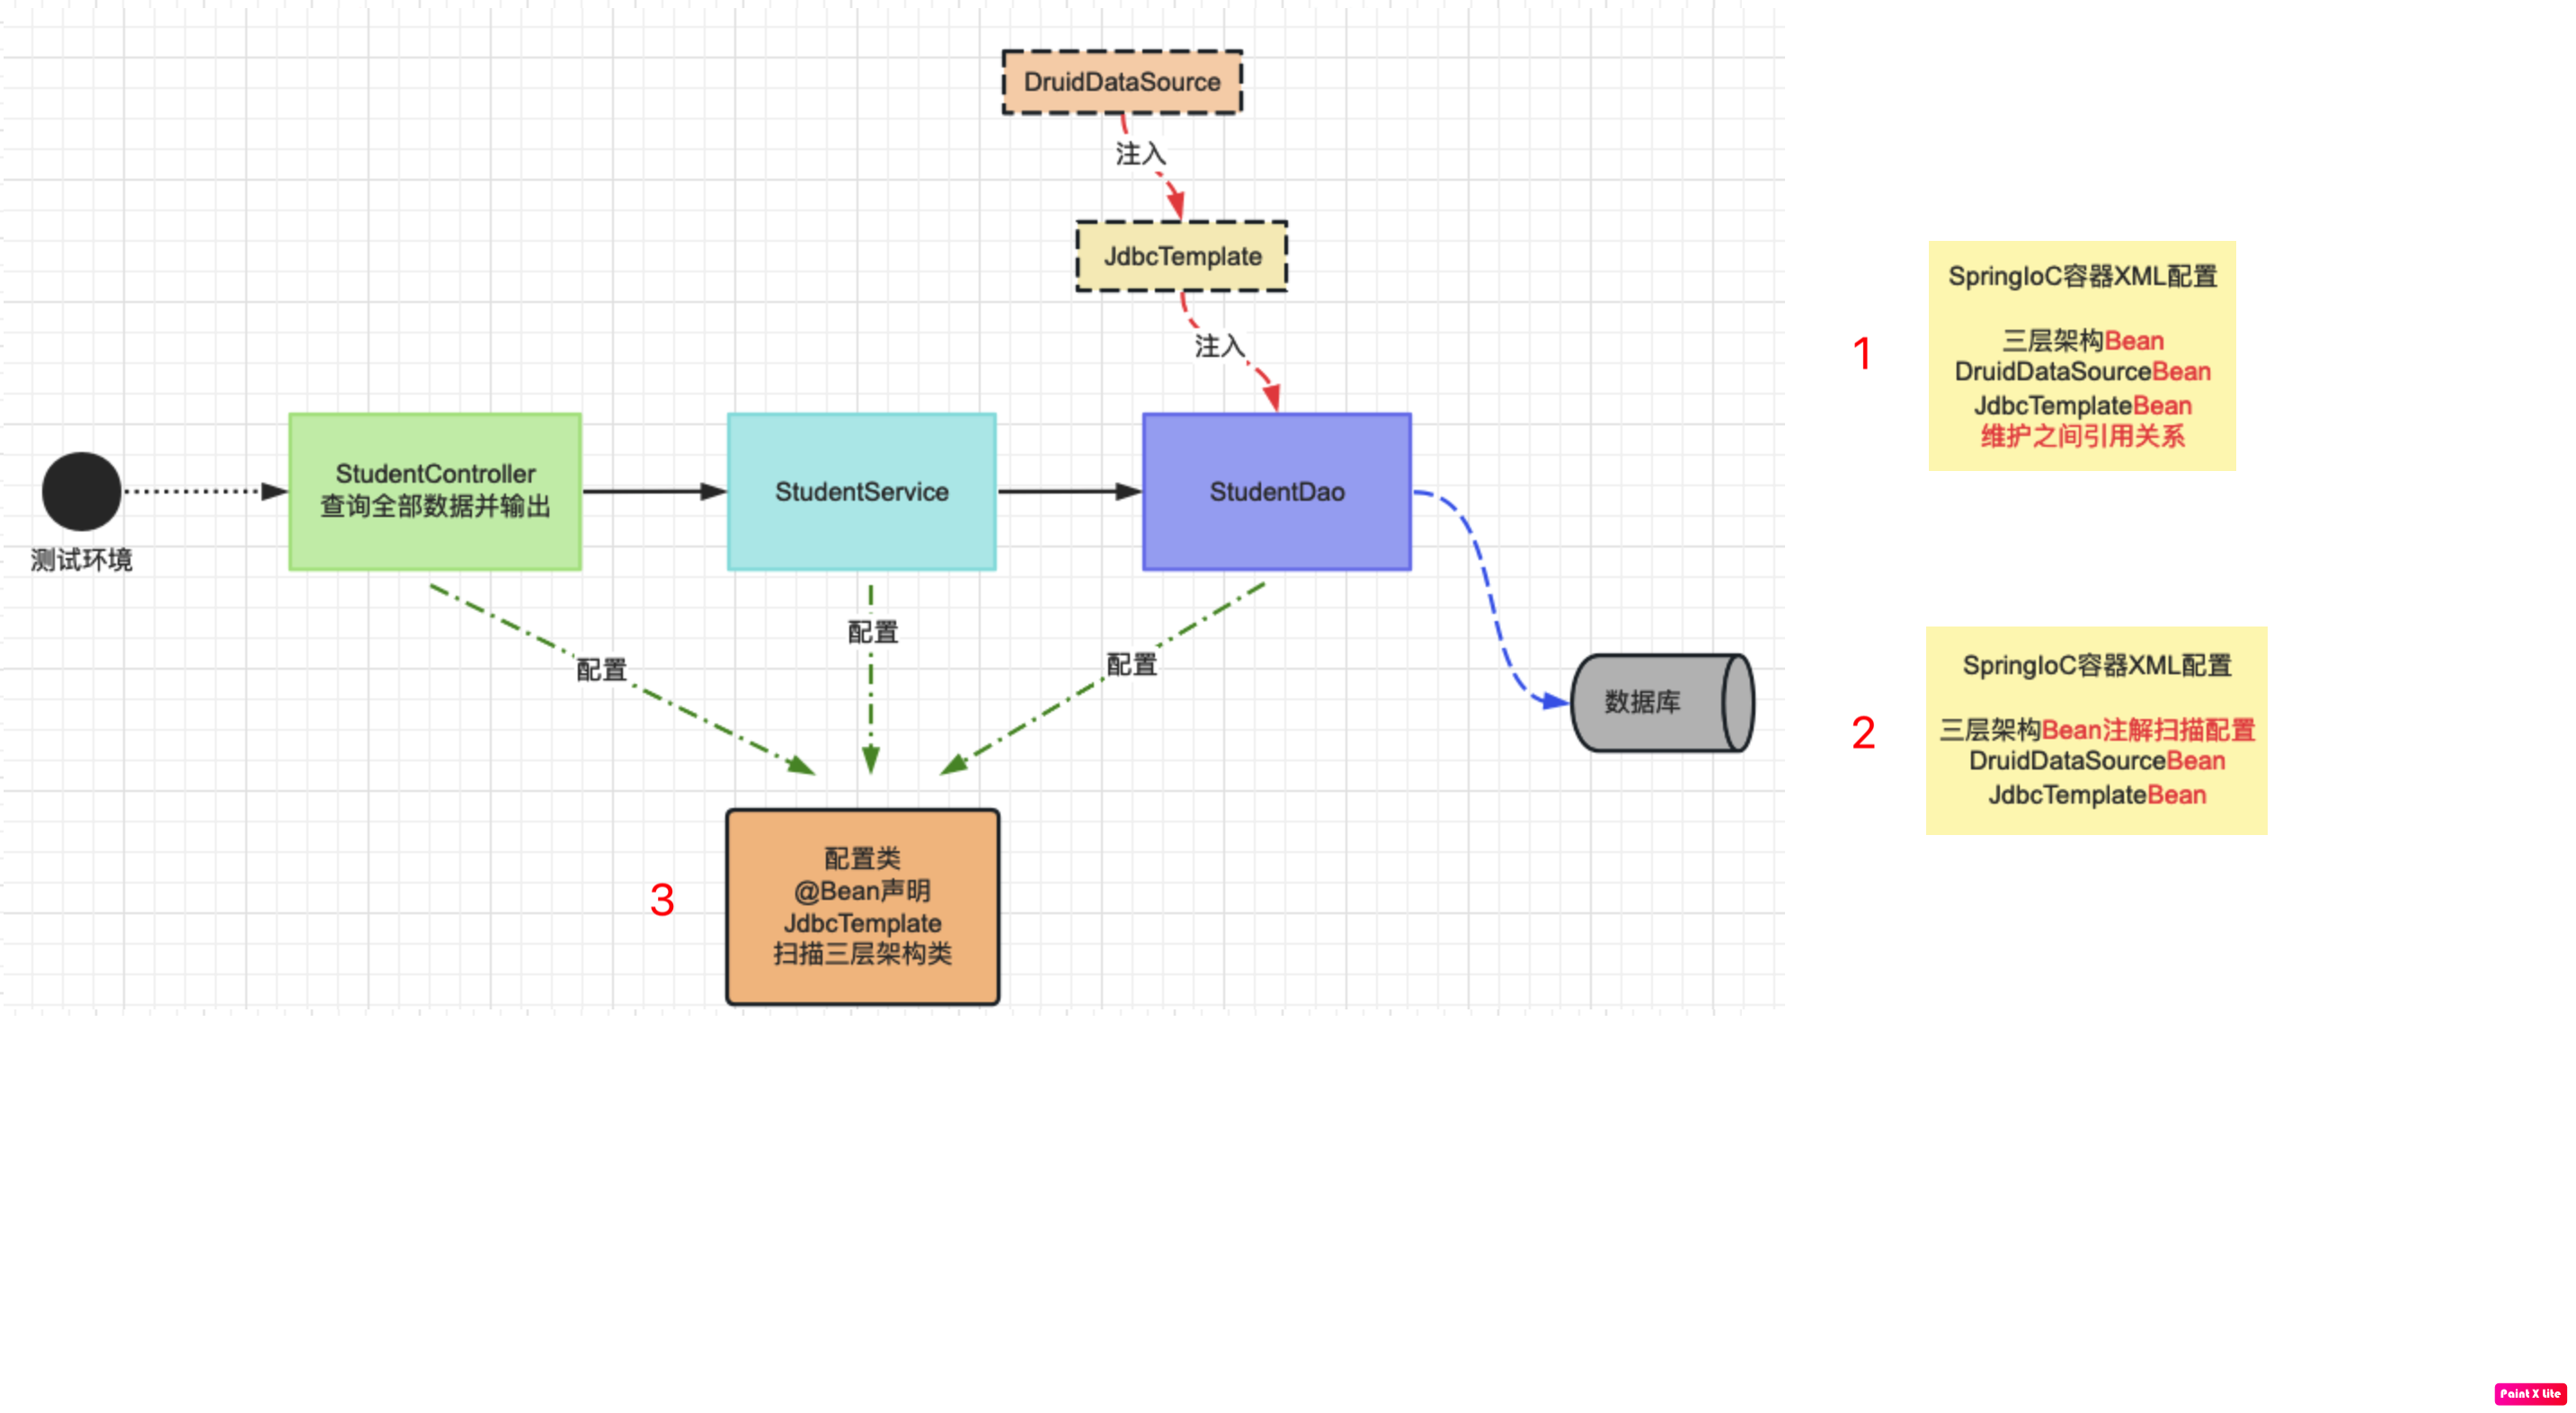 DruidDataSource
注入
JdbcTemplate
注入
测试环境
StudentController
查询全部数据并输出
StudentService
StudentDao
配置
配置
配置
数据库
3
配置类
@Bean声明
JdbcTemplate
扫描三层架构类
1
SpringIoC容器XML配置
三层架构Bean
DruidDataSourceBean
JdbcTemplateBean
维护之间引用关系
2
SpringIoC容器XML配置
三层架构Bean注解扫描配置
DruidDataSourceBean
JdbcTemplateBean
Paint X Lite